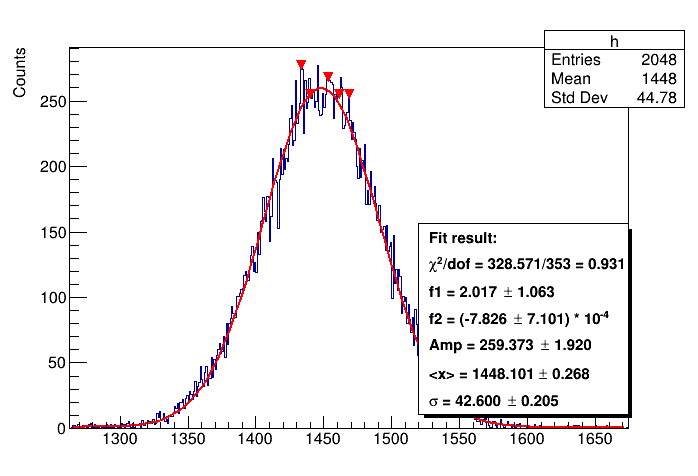 h
Entries 2048
Mean 1448
Std Dev 44.78
Counts
250
200
150
100
50
0
Fit result:
χ²/dof = 328.571/353 = 0.931
f1 = 2.017 ± 1.063
f2 = (-7.826 ± 7.101) * 10⁻⁴
Amp = 259.373 ± 1.920
<x> = 1448.101 ± 0.268
σ = 42.600 ± 0.205
1300 1350 1400 1450 1500 1550 1600 1650